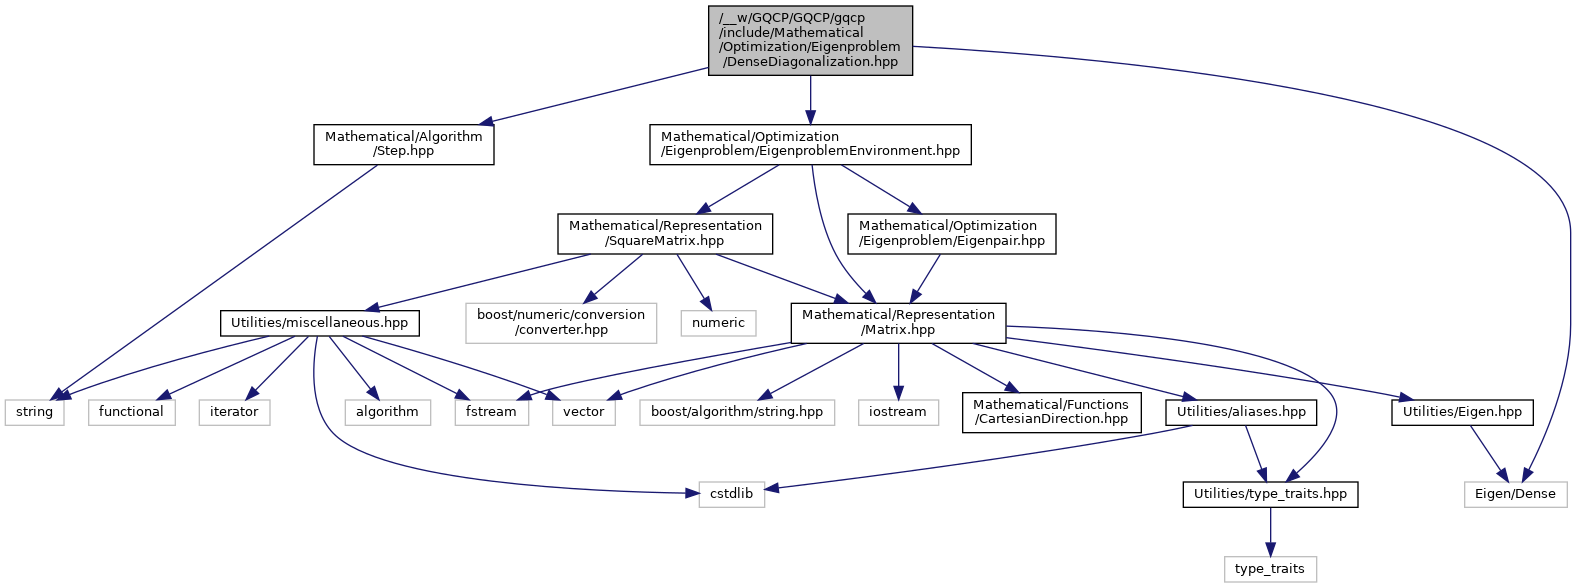 /__w/GQCP/GQCP/gqcp
/include/Mathematical
/Optimization/Eigenproblem
/DenseDiagonalization.hpp
Mathematical/Algorithm
/Step.hpp
Mathematical/Optimization
/Eigenproblem/EigenproblemEnvironment.hpp
Mathematical/Representation
/SquareMatrix.hpp
Mathematical/Optimization
/Eigenproblem/Eigenpair.hpp
Utilities/miscellaneous.hpp
boost/numeric/conversion
/converter.hpp
numeric
Mathematical/Representation
/Matrix.hpp
string
functional
iterator
algorithm
fstream
vector
boost/algorithm/string.hpp
iostream
Mathematical/Functions
/CartesianDirection.hpp
Utilities/aliases.hpp
Utilities/Eigen.hpp
cstdlib
Utilities/type_traits.hpp
Eigen/Dense
type_traits